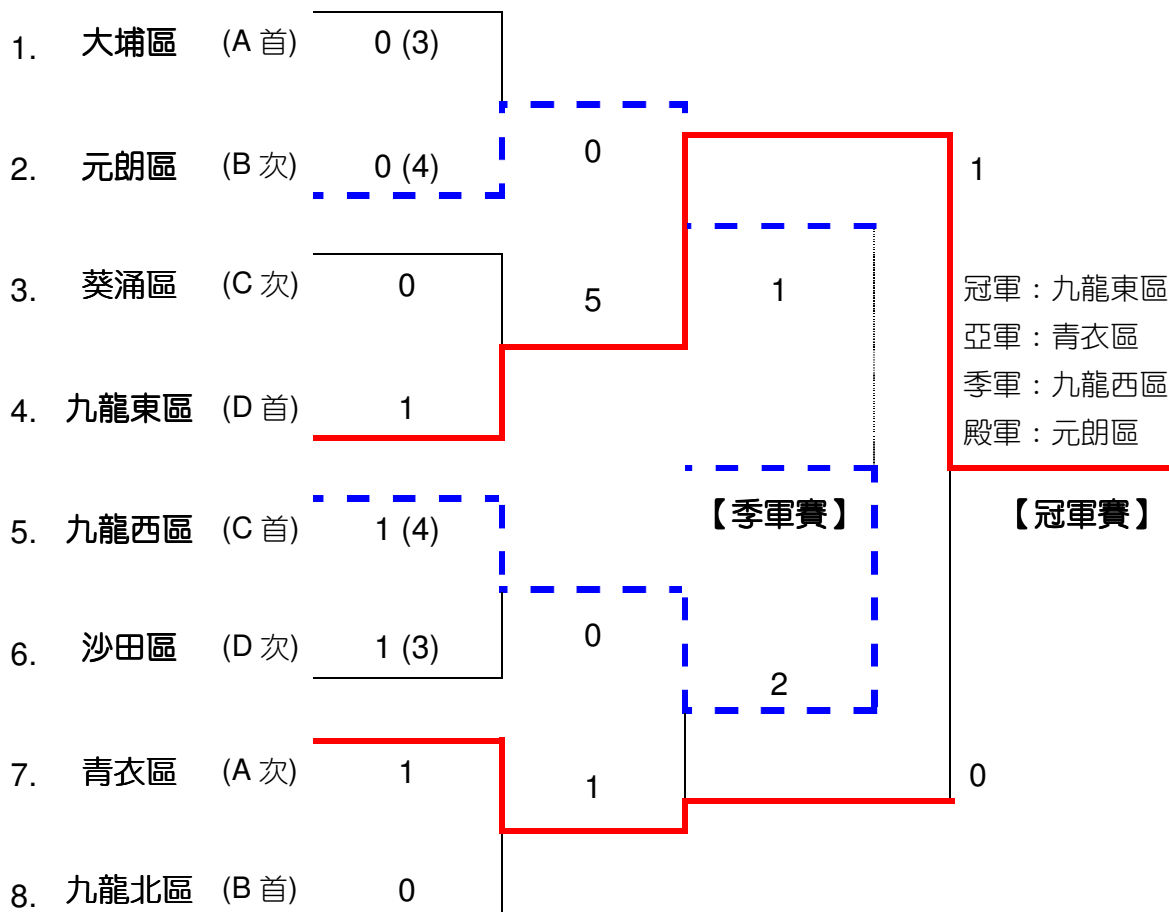 1. 大埔區 (A 首) 0 (3)
0
2. 元朗區 (B 次) 0 (4)
1
3. 葵涌區 (C 次) 0
5
1
冠軍：九龍東區
亞軍：青衣區
季軍：九龍西區
殿軍：元朗區
4. 九龍東區 (D 首) 1
【季軍賽】 【冠軍賽】
5. 九龍西區 (C 首) 1 (4)
0
6. 沙田區 (D 次) 1 (3)
2
7. 青衣區 (A 次) 1
1
0
8. 九龍北區 (B 首) 0